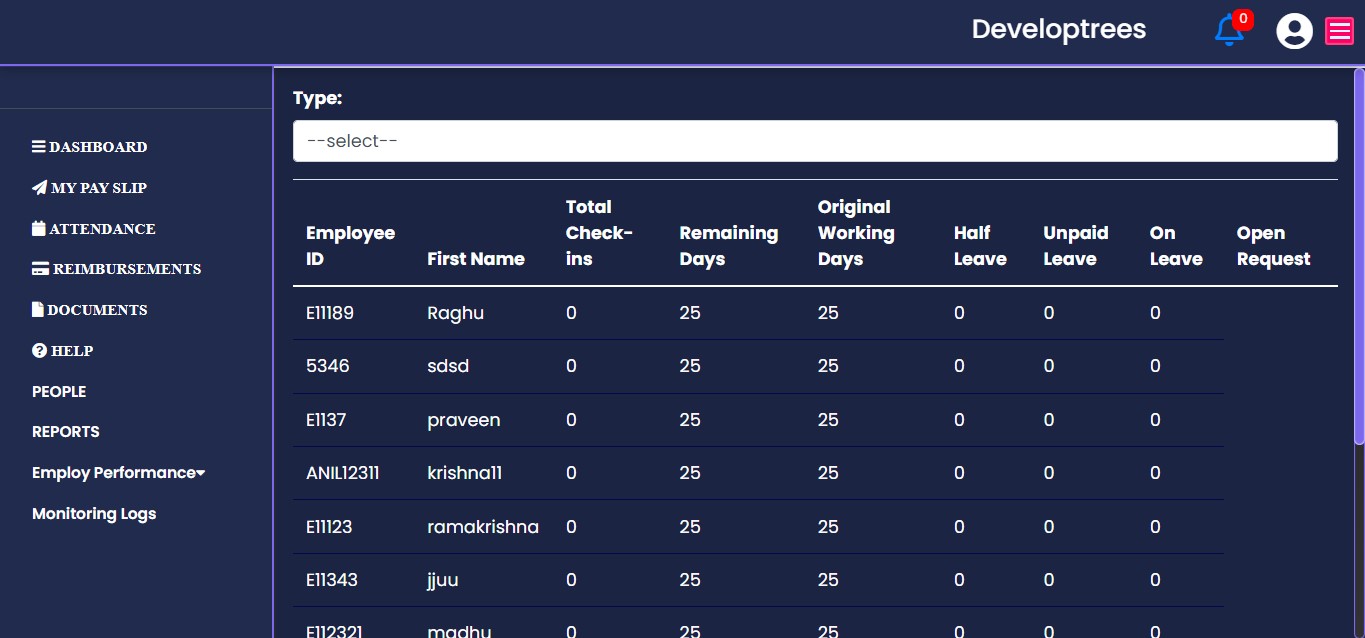 Developtrees
0
Type:
--select--
DASHBOARD
MY PAY SLIP
ATTENDANCE
REIMBURSEMENTS
DOCUMENTS
HELP
PEOPLE
REPORTS
Employ Performance
Monitoring Logs
Employee ID First Name Total Check-ins Remaining Days Original Working Days Half Leave Unpaid Leave On Leave Open Request
E11189 Raghu 0 25 25 0 0 0
5346 sdsd 0 25 25 0 0 0
E1137 praveen 0 25 25 0 0 0
ANIL12311 krishna11 0 25 25 0 0 0
E11123 ramakrishna 0 25 25 0 0 0
E11343 jjuu 0 25 25 0 0 0
E112321 madhu 0 25 25 0 0 0